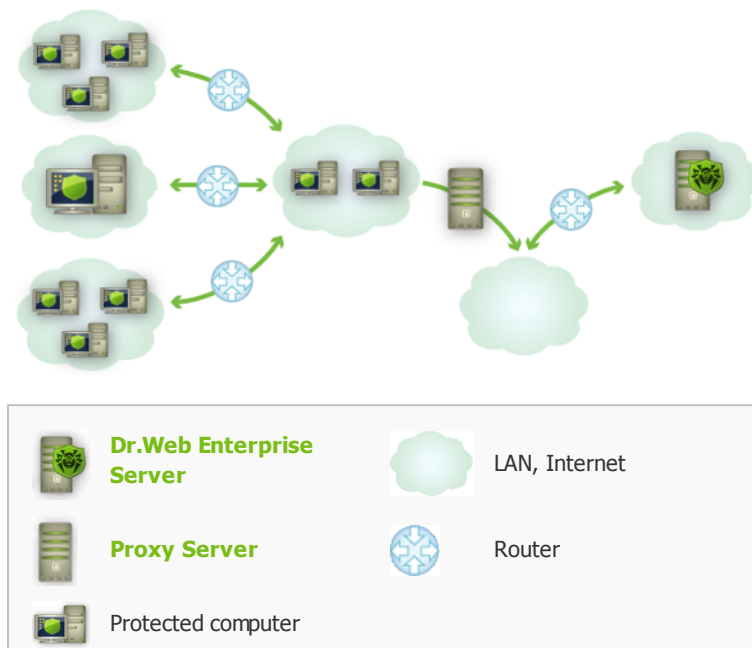 Dr.Web Enterprise
Server
LAN, Internet
Proxy Server
Router
Protected computer